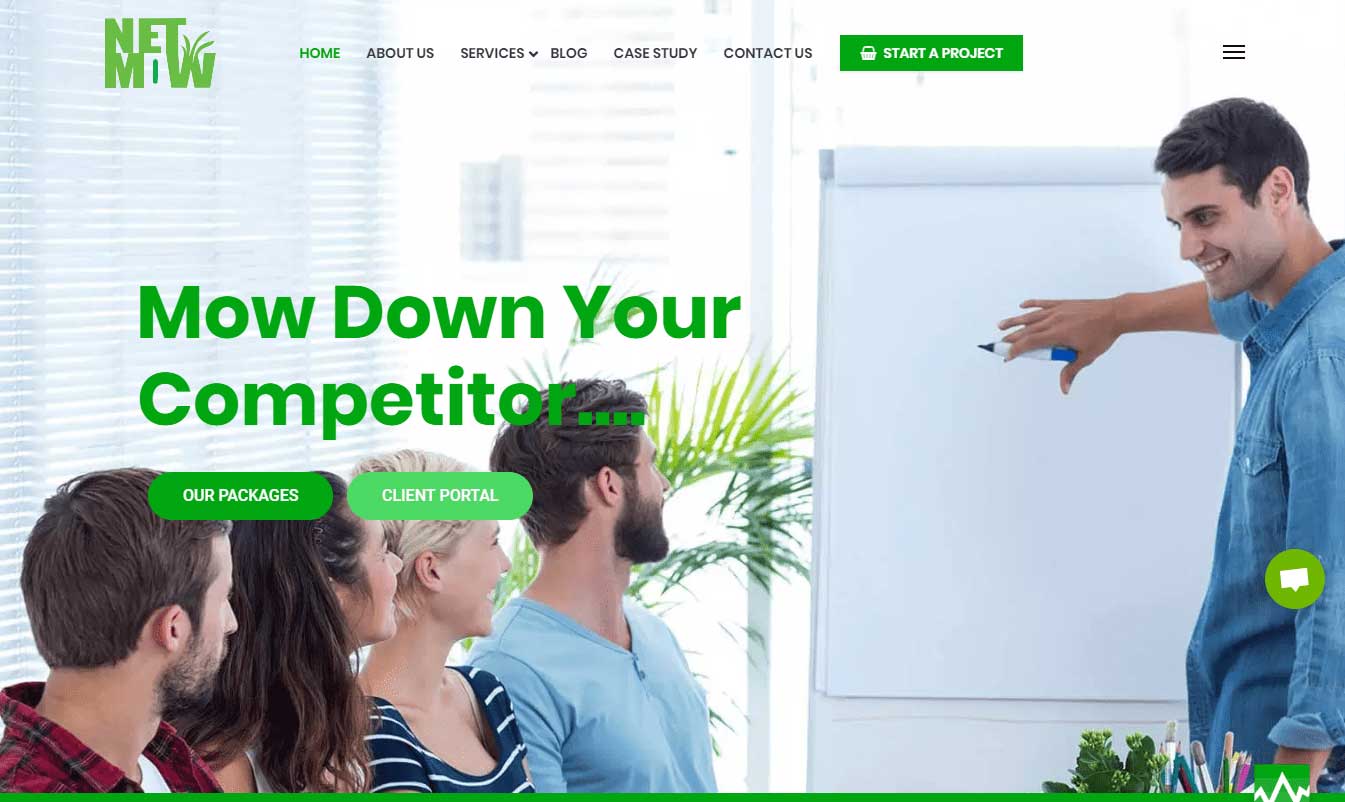 NET
MOW
HOME
ABOUT US
SERVICES
BLOG
CASE STUDY
CONTACT US
START A PROJECT
Mow Down Your
Competitor....
OUR PACKAGES
CLIENT PORTAL